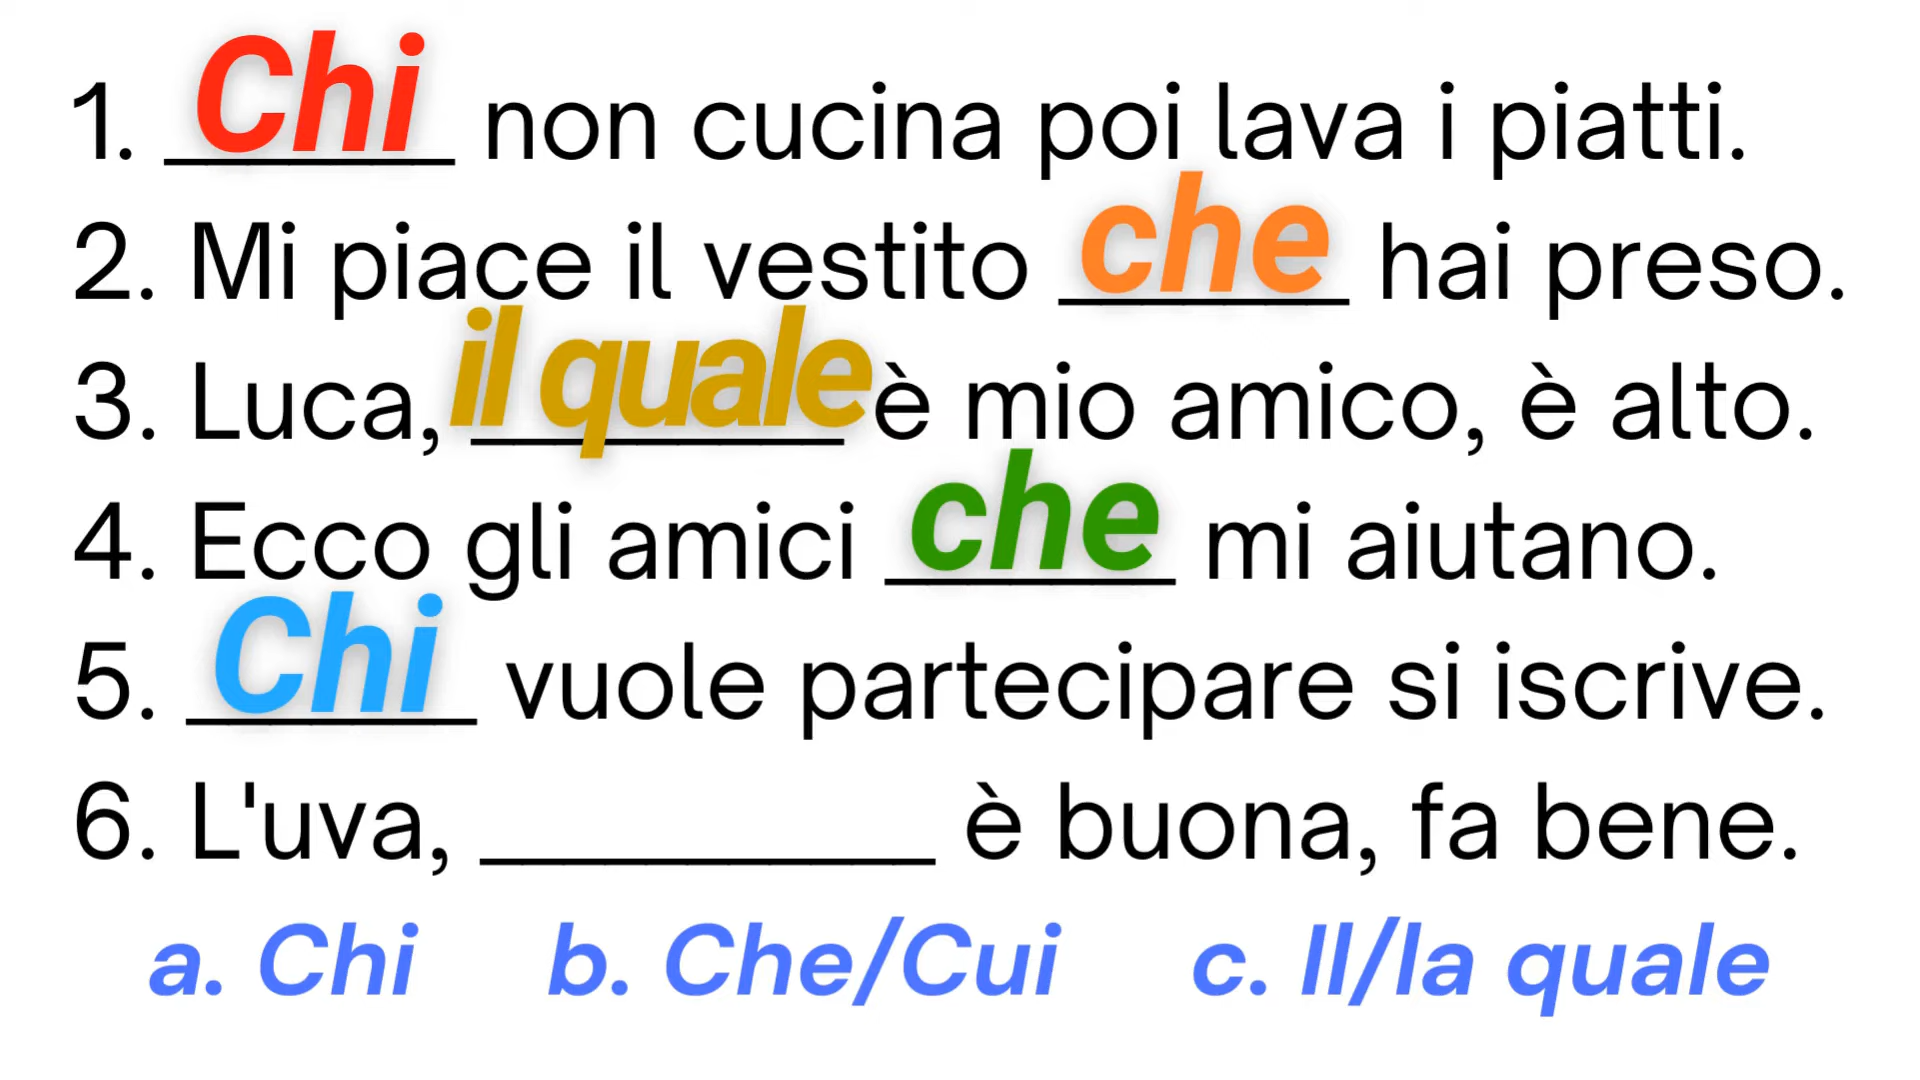 1. Chi non cucina poi lava i piatti.
2. Mi piace il vestito che hai preso.
3. Luca, il quale è mio amico, è alto.
4. Ecco gli amici che mi aiutano.
5. Chi vuole partecipare si iscrive.
6. L'uva, __________ è buona, fa bene.
a. Chi b. Che/Cui c. Il/la quale